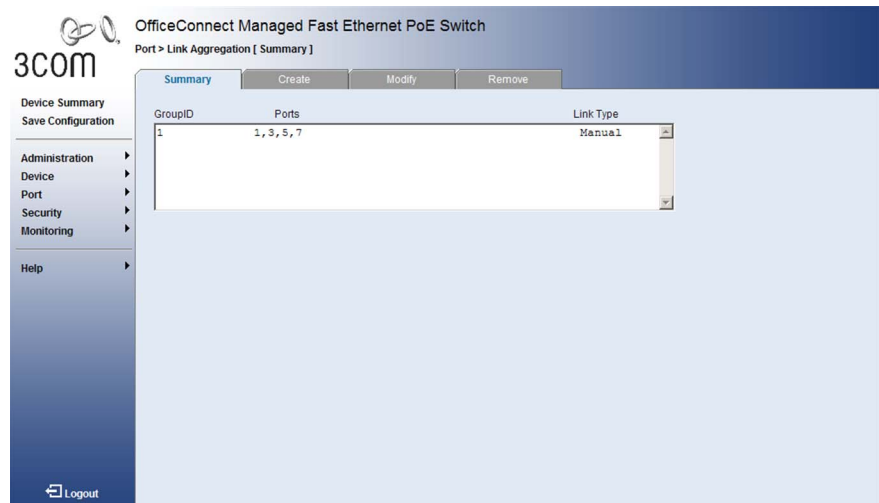 OfficeConnect Managed Fast Ethernet PoE Switch
Port > Link Aggregation [ Summary ]
3COM
Summary Create Modify Remove
Device Summary
Save Configuration
Administration
Device
Port
Security
Monitoring
Help
GroupID Ports Link Type
1 1,3,5,7 Manual
Logout